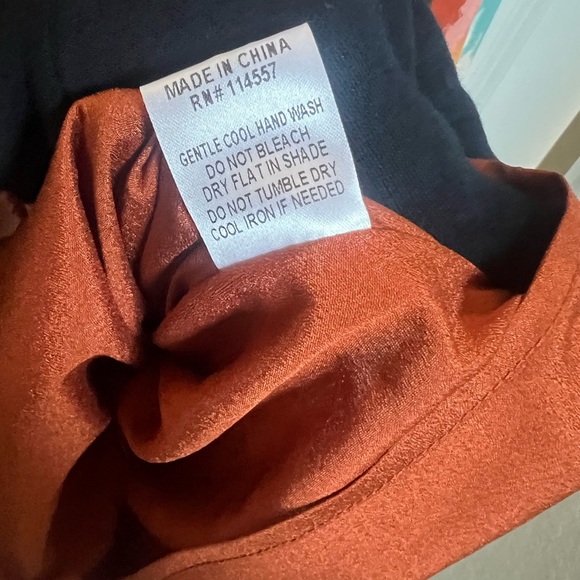 MADE IN CHINA
RN# 114557
GENTLE COOL HAND WASH
DO NOT BLEACH
DRY FLAT IN SHADE
DO NOT TUMBLE DRY
COOL IRON IF NEEDED